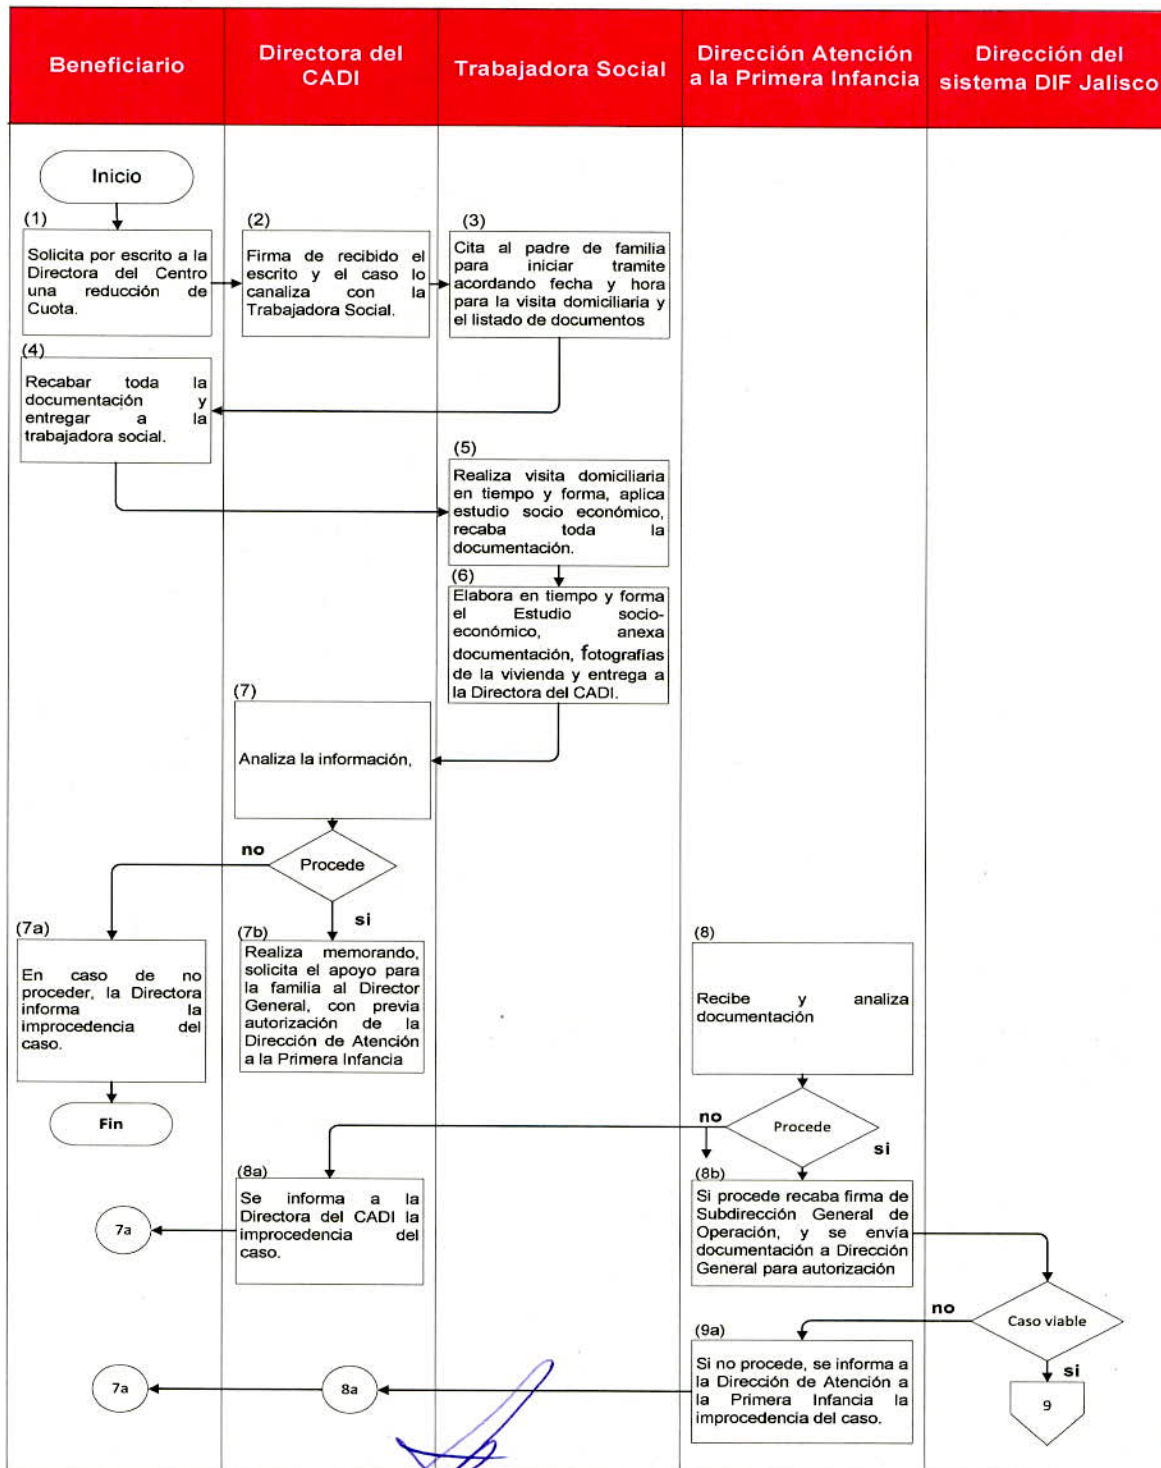 Beneficiario
Directora del
CADI
Trabajadora Social
Dirección Atención
a la Primera Infancia
Dirección del
sistema DIF Jalisco
Inicio
(1)
Solicita por escrito a la
Directora del Centro
una reducción de
Cuota.
(2)
Firma de recibido el
escrito y el caso lo
canaliza con la
Trabajadora Social.
(3)
Cita al padre de familia
para iniciar tramite
acordando fecha y hora
para la visita domiciliaria y
el listado de documentos
(4)
Recabar toda la
documentación y
entregar a la
trabajadora social.
(5)
Realiza visita domiciliaria
en tiempo y forma, aplica
estudio socio económico,
recaba toda la
documentación.
(6)
Elabora en tiempo y forma
el Estudio socio-
económico, anexa
documentación, fotografías
de la vivienda y entrega a
la Directora del CADI.
(7)
Analiza la información,
no
Procede
si
(7a)
En caso de no
proceder, la Directora
informa la
improcedencia del
caso.
Fin
(7b)
Realiza memorando,
solicita el apoyo para
la familia al Director
General, con previa
autorización de la
Dirección de Atención
a la Primera Infancia
(8)
Recibe y analiza
documentación
no
Procede
si
(8a)
Se informa a la
Directora del CADI la
improcedencia del
caso.
7a
(8b)
Si procede recaba firma de
Subdirección General de
Operación, y se envía
documentación a Dirección
General para autorización
no
Caso viable
si
(9a)
Si no procede, se informa a
la Dirección de Atención a
la Primera Infancia la
improcedencia del caso.
8a
7a
9